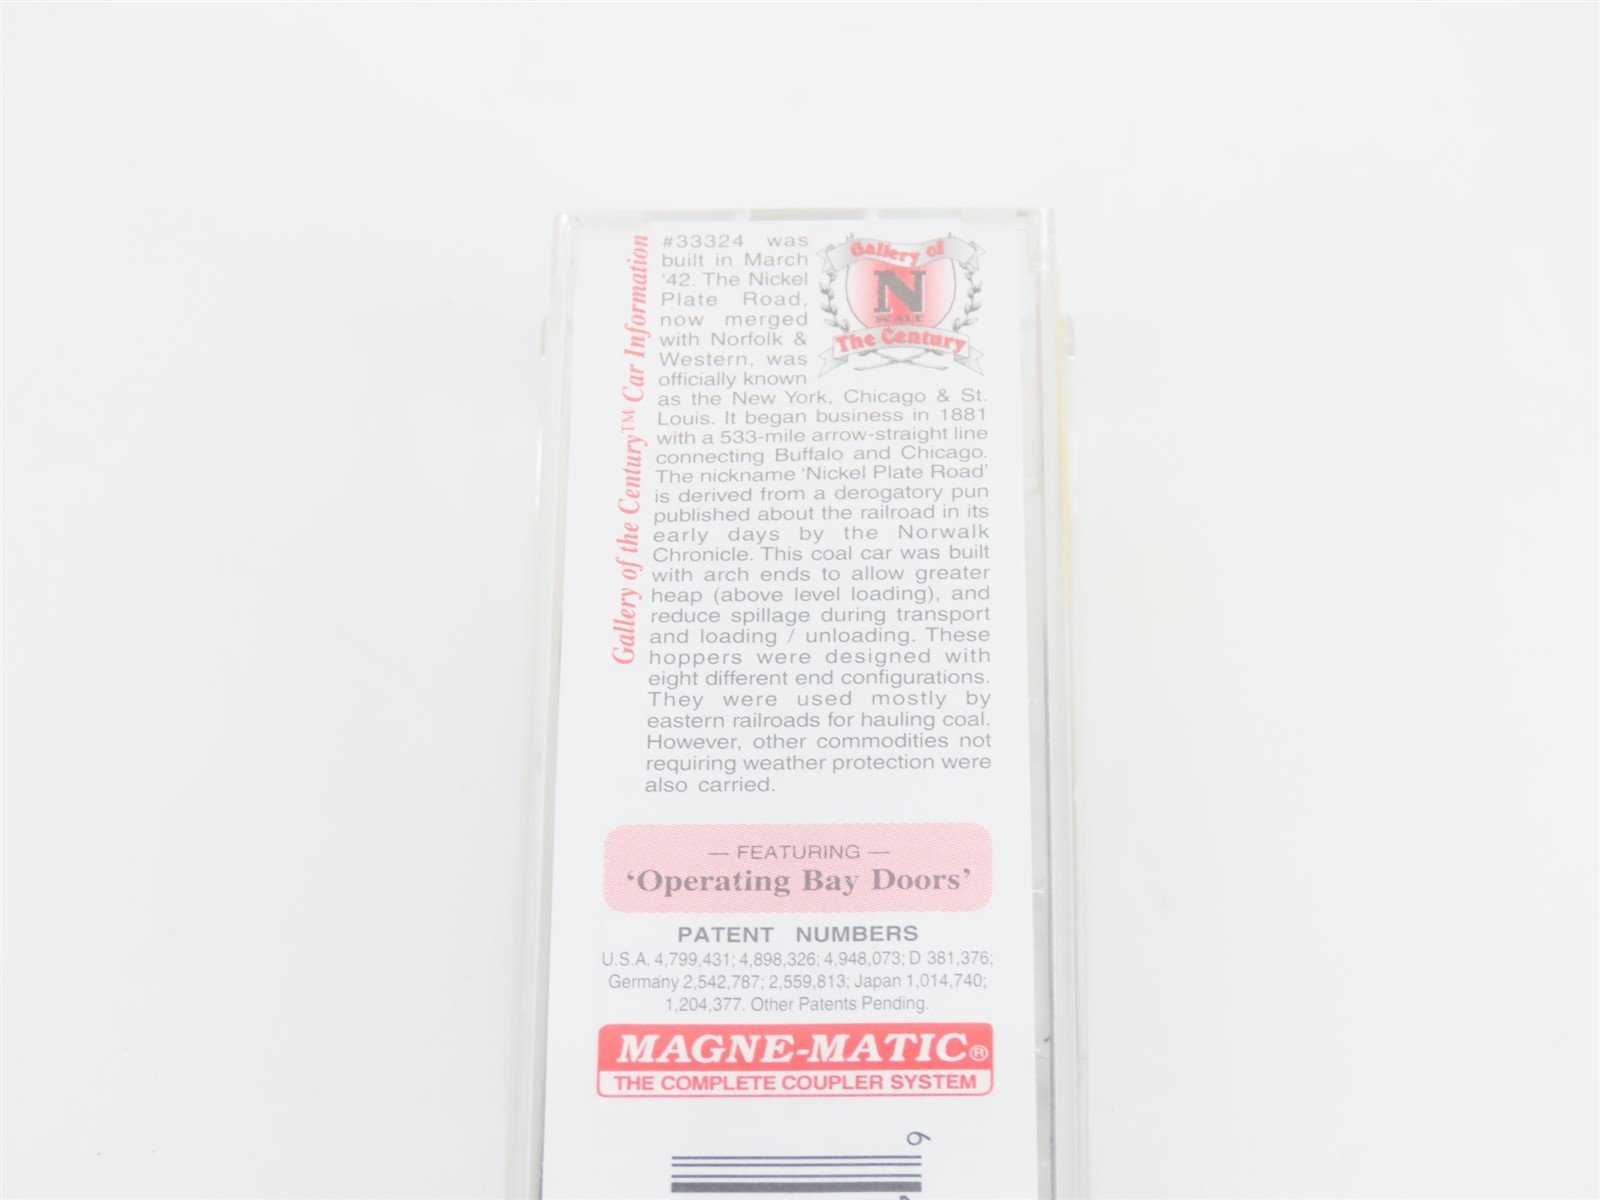 Gallery of the Century™ Car Information
#33324 was
built in March
‘42. The Nickel
Plate Road,
now merged
with Norfolk &
Western, was
officially known
as the New York, Chicago & St.
Louis. It began business in 1881
with a 533-mile arrow-straight line
connecting Buffalo and Chicago.
The nickname ‘Nickel Plate Road’
is derived from a derogatory pun
published about the railroad in its
early days by the Norwalk
Chronicle. This coal car was built
with arch ends to allow greater
heap (above level loading), and
reduce spillage during transport
and loading / unloading. These
hoppers were designed with
eight different end configurations.
They were used mostly by
eastern railroads for hauling coal.
However, other commodities not
requiring weather protection were
also carried.
Gallery of
N
SCALE
The Century
— FEATURING —
‘Operating Bay Doors’
PATENT NUMBERS
U.S.A. 4,799,431; 4,898,326; 4,948,073; D 381,376;
Germany 2,542,787; 2,559,813; Japan 1,014,740;
1,204,377. Other Patents Pending.
MAGNE-MATIC®
THE COMPLETE COUPLER SYSTEM
9